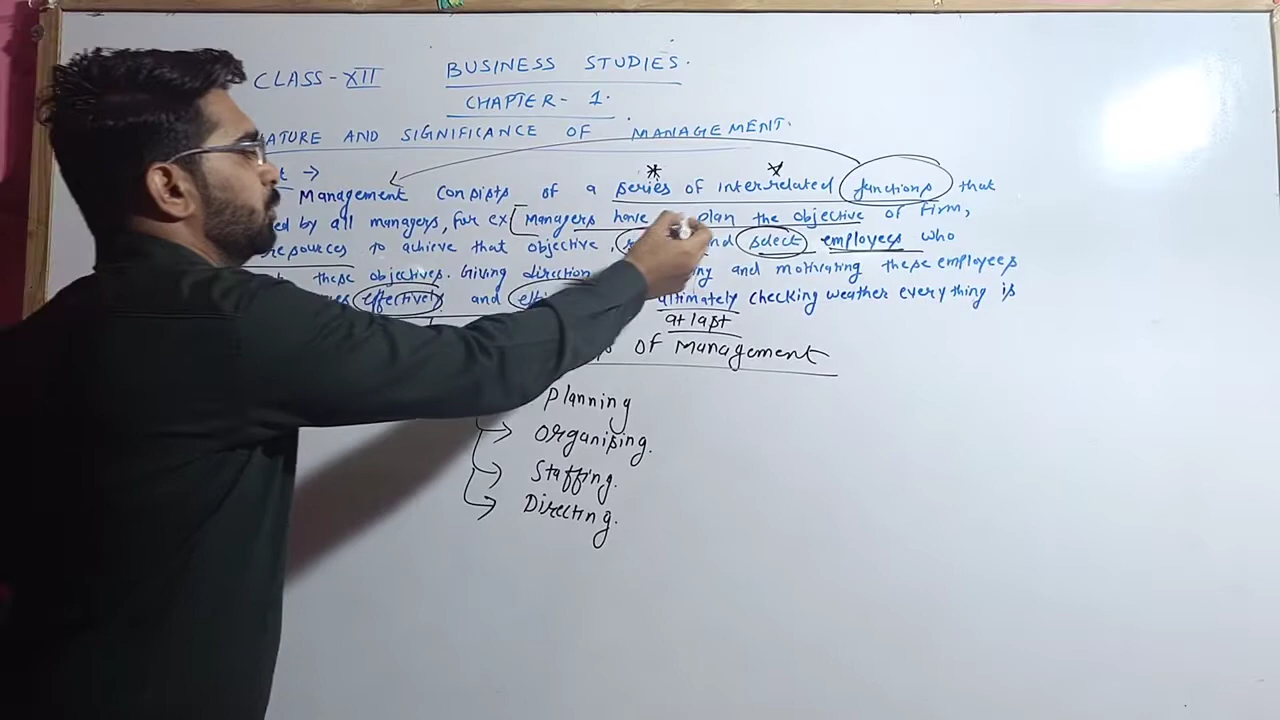 CLASS-XII BUSINESS STUDIES.
CHAPTER- 1.
ATURE AND SIGNIFICANCE OF MANAGEMENT.
t →
Management consists of a series of interrelated functions that
ed by all managers, for ex [Managers have plan the objective of firm,
resources to achieve that objective, and select employees who
these objectives. Giving direction and motivating these employees
effectively and ultimately checking weather everything is
at last
of management
Planning
Organising.
Staffing.
Directing.